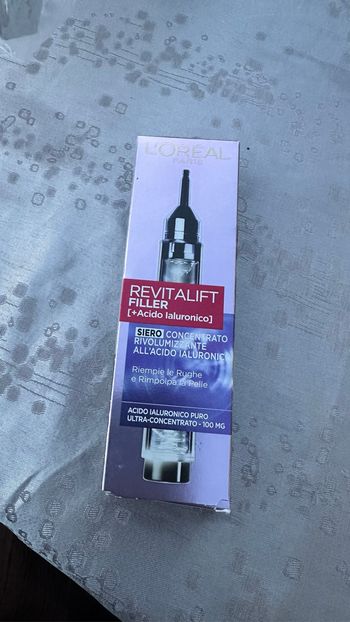 L'ORÉAL
PARIS
REVITALIFT
FILLER
[+Acido Ialuronico]
SIERO CONCENTRATO
RIVOLUMIZZANTE
ALL'ACIDO IALURONIC
Riempie le Rughe
e Rimpolpa la Pelle
ACIDO IALURONICO PURO
ULTRA-CONCENTRATO - 100 MG